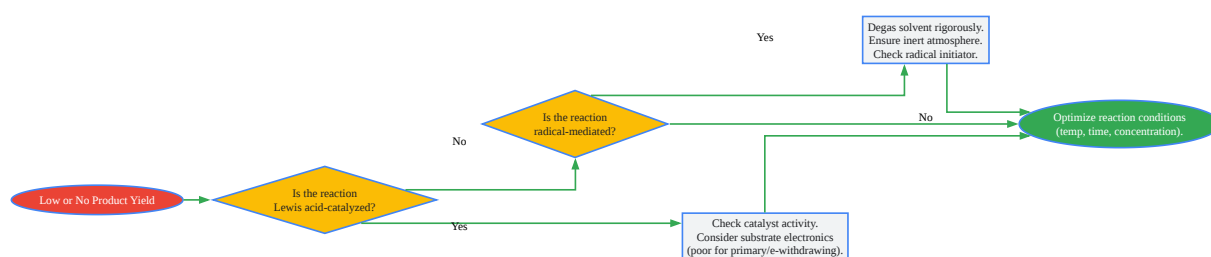 Low or No Product Yield
Is the reaction
Lewis acid-catalyzed?
No
Yes
Is the reaction
radical-mediated?
Yes
No
Degas solvent rigorously.
Ensure inert atmosphere.
Check radical initiator.
Check catalyst activity.
Consider substrate electronics
(poor for primary/e-withdrawing).
Optimize reaction conditions
(temp, time, concentration).